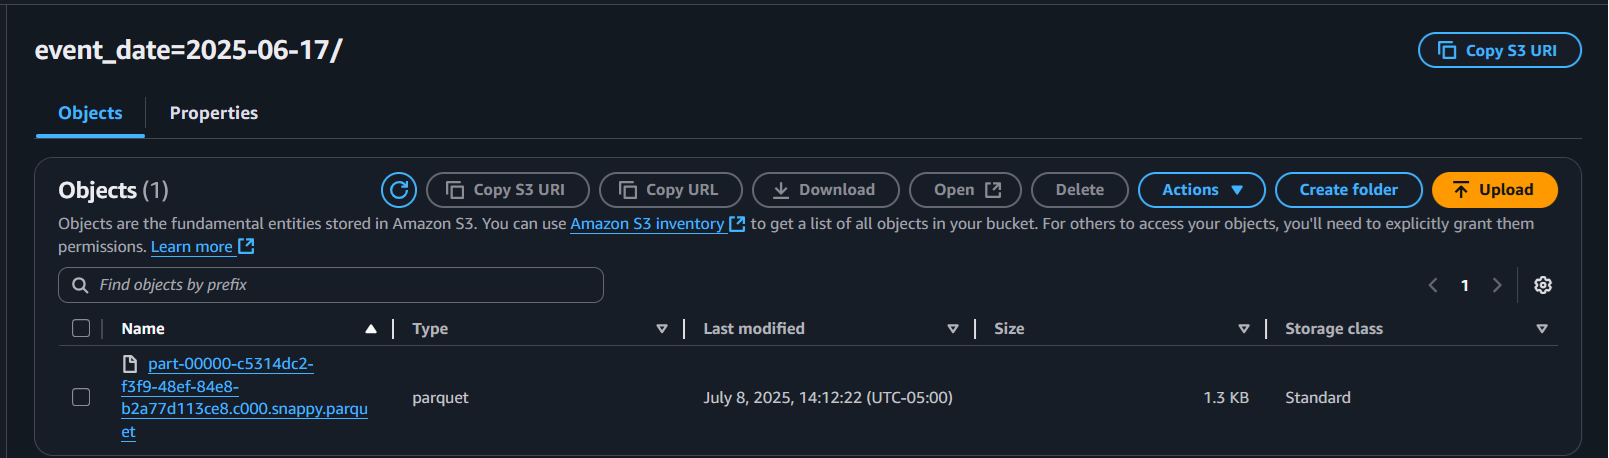 event_date=2025-06-17/
Copy S3 URI
Objects
Properties
Objects (1)
Copy S3 URI
Copy URL
Download
Open
Delete
Actions
Create folder
Upload
Objects are the fundamental entities stored in Amazon S3. You can use Amazon S3 inventory to get a list of all objects in your bucket. For others to access your objects, you'll need to explicitly grant them
permissions. Learn more
Find objects by prefix
1
Name
Type
Last modified
Size
Storage class
part-00000-c5314dc2-
f3f9-48ef-84e8-
b2a77d113ce8.c000.snappy.parqu
et
parquet
July 8, 2025, 14:12:22 (UTC-05:00)
1.3 KB
Standard